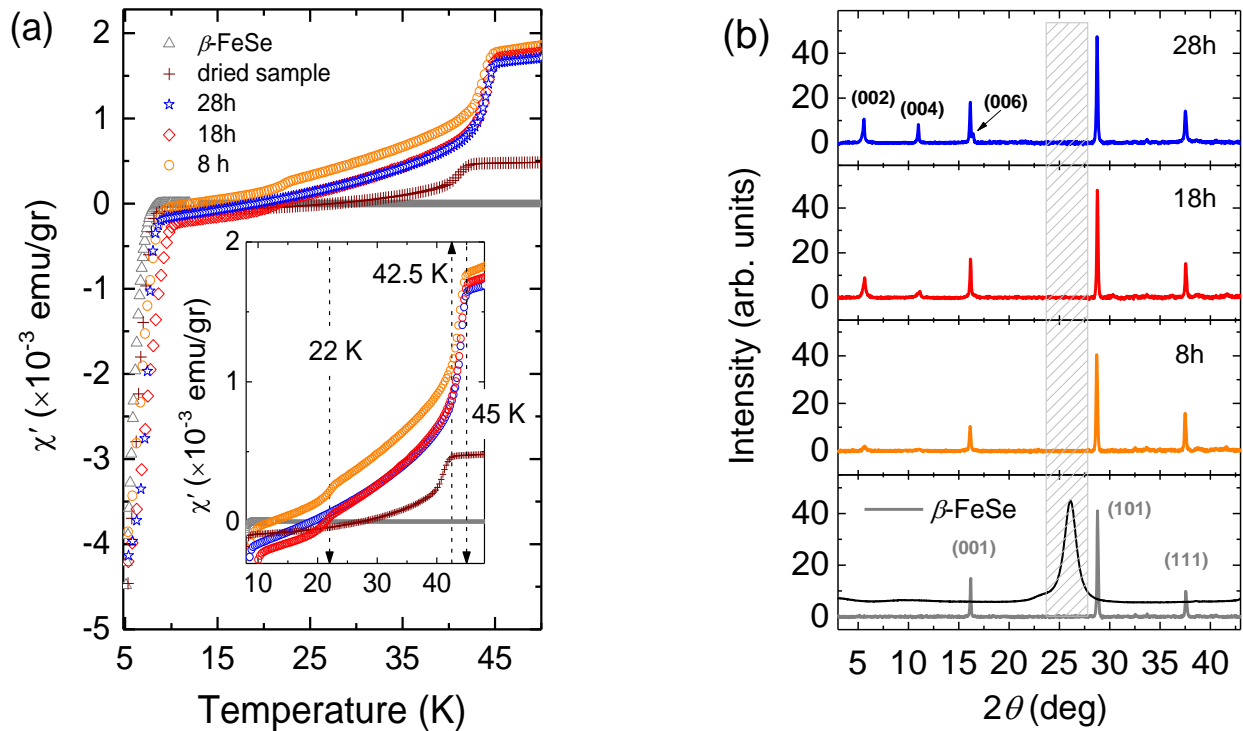 (a)
β-FeSe
dried sample
28h
18h
8 h
2
1
0
-1
-2
-3
-4
-5
χ′ (×10⁻³ emu/gr)
5 15 25 35 45
Temperature (K)
2
1
0
χ′ (×10⁻³ emu/gr)
42.5 K
22 K
45 K
10 20 30 40
(b)
28h
(002)
(004)
(006)
40
20
0
18h
40
20
0
8h
40
20
0
β-FeSe
(001)
(101)
(111)
40
20
0
Intensity (arb. units)
5 10 15 20 25 30 35 40
2θ (deg)